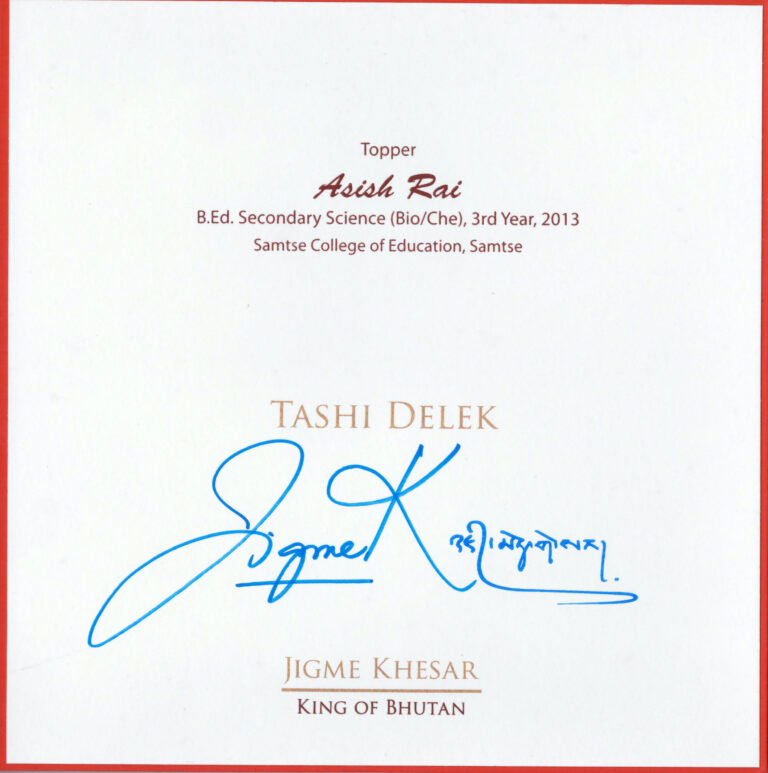 Topper
Asish Rai
B.Ed. Secondary Science (Bio/Che), 3rd Year, 2013
Samtse College of Education, Samtse
TASHI DELEK
Jigme K
JIGME KHESAR
KING OF BHUTAN